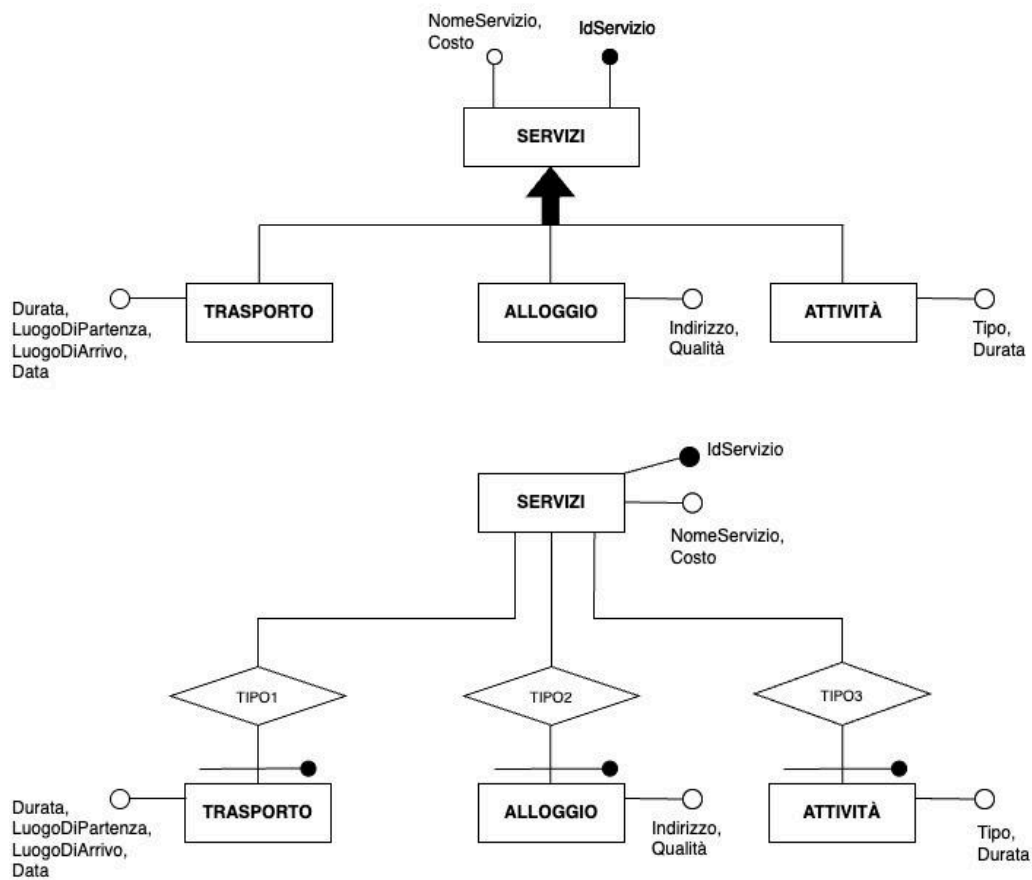 NomeServizio,
Costo
IdServizio
SERVIZI
TRASPORTO
ALLOGGIO
ATTIVITÀ
Durata,
LuogoDiPartenza,
LuogoDiArrivo,
Data
Indirizzo,
Qualità
Tipo,
Durata
IdServizio
SERVIZI
NomeServizio,
Costo
TIPO1
TIPO2
TIPO3
TRASPORTO
ALLOGGIO
ATTIVITÀ
Durata,
LuogoDiPartenza,
LuogoDiArrivo,
Data
Indirizzo,
Qualità
Tipo,
Durata